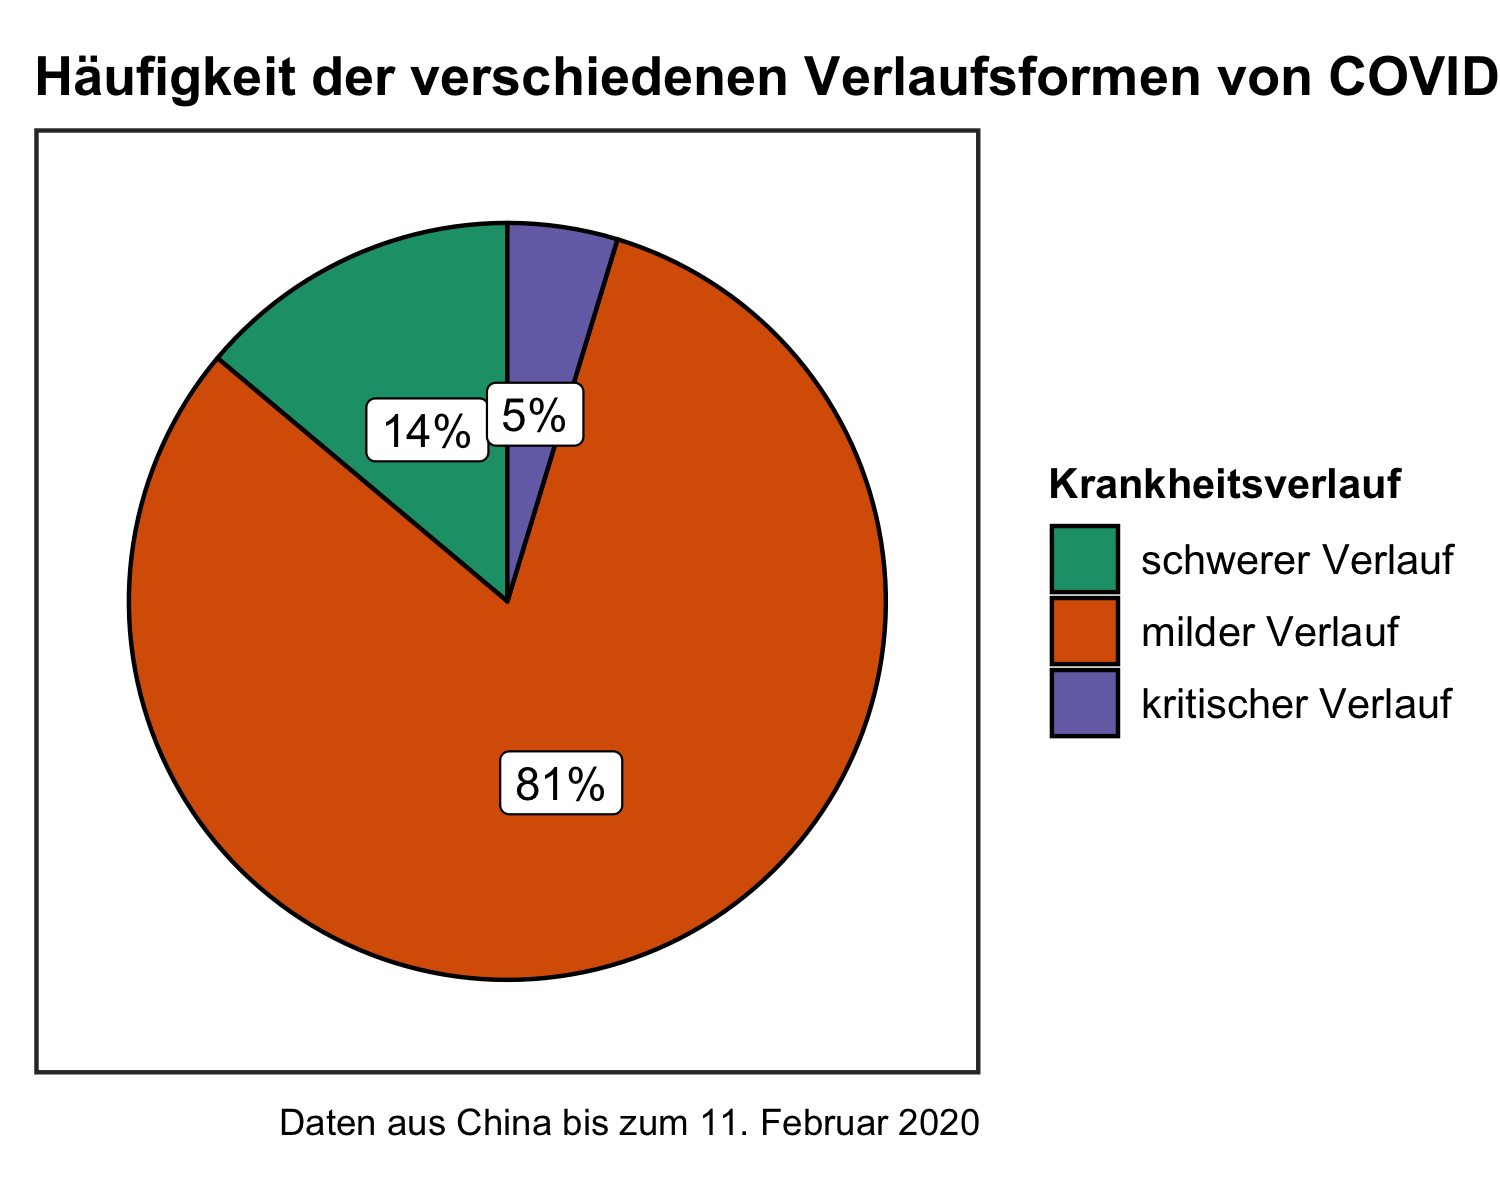 Häufigkeit der verschiedenen Verlaufsformen von COVID
14%
5%
81%
Krankheitsverlauf
schwerer Verlauf
milder Verlauf
kritischer Verlauf
Daten aus China bis zum 11. Februar 2020